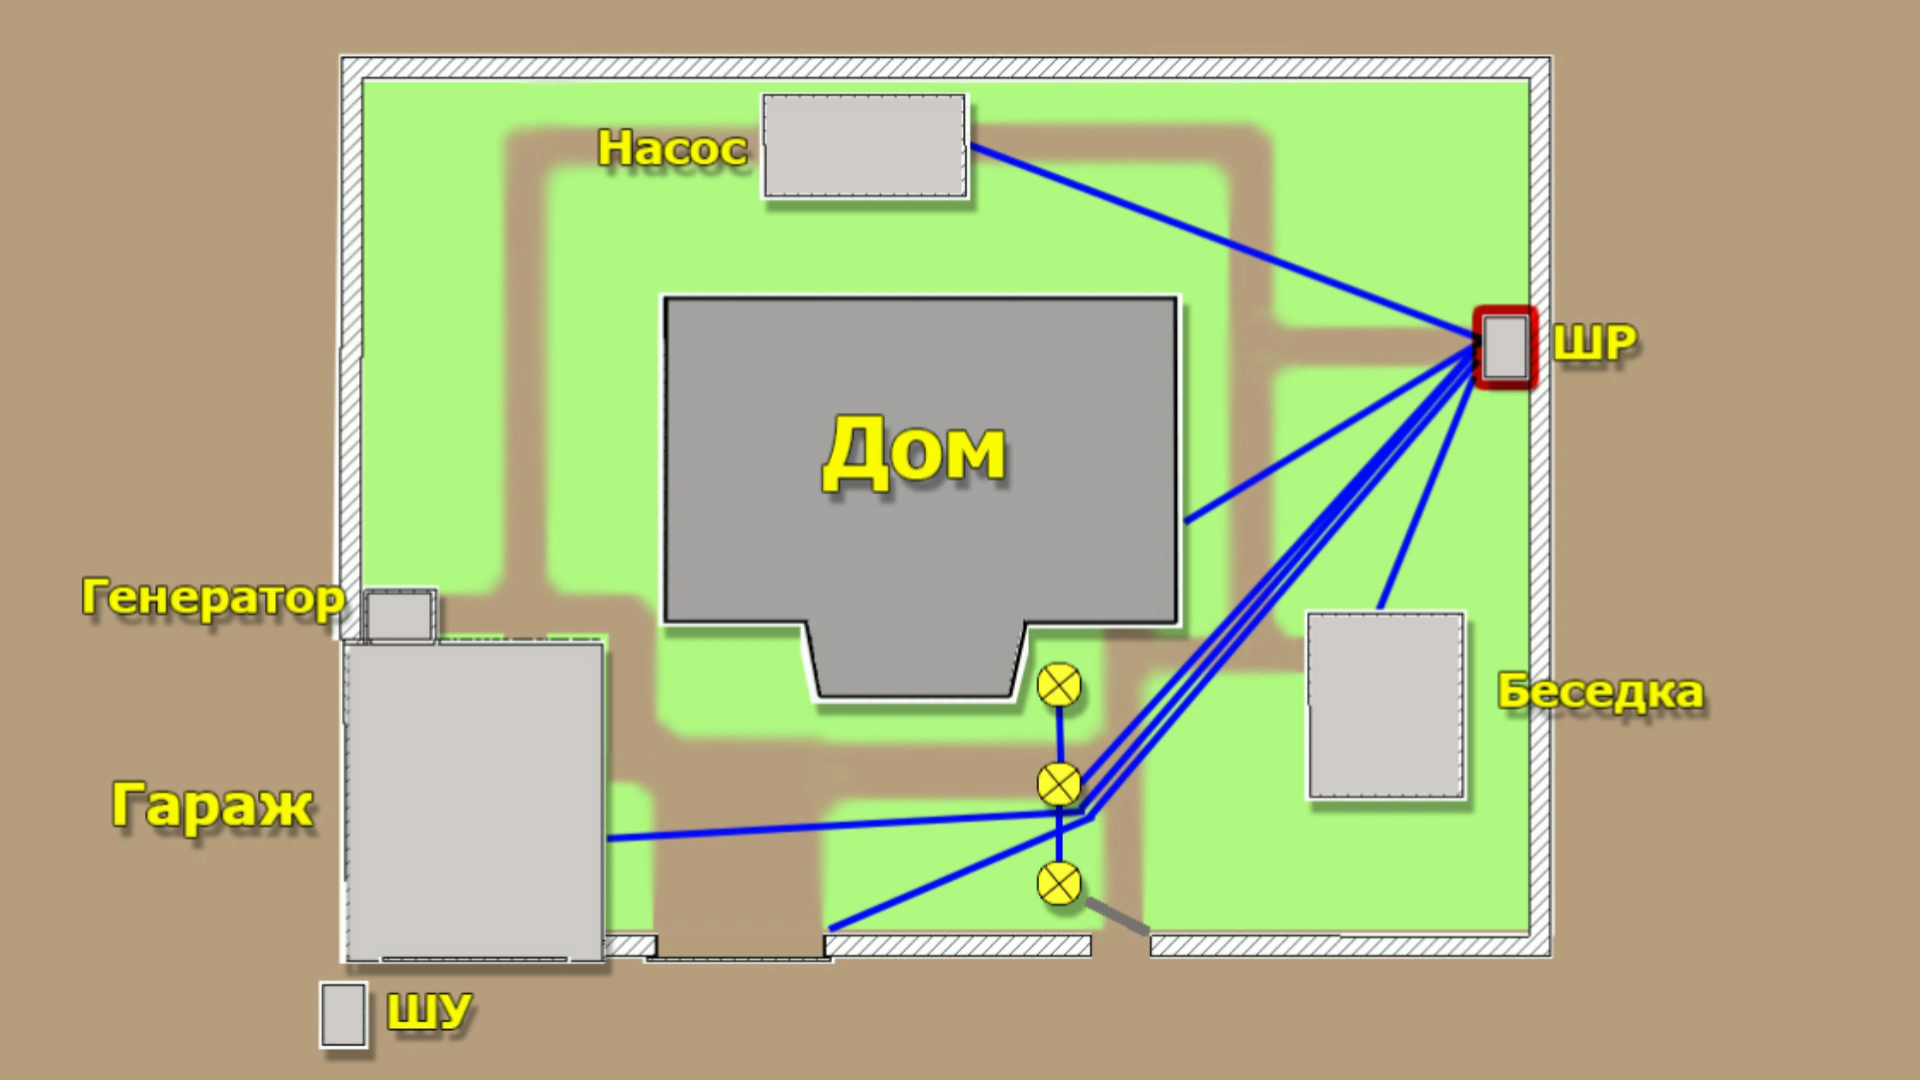 Насос
ШР
Дом
Генератор
Беседка
Гараж
ШУ